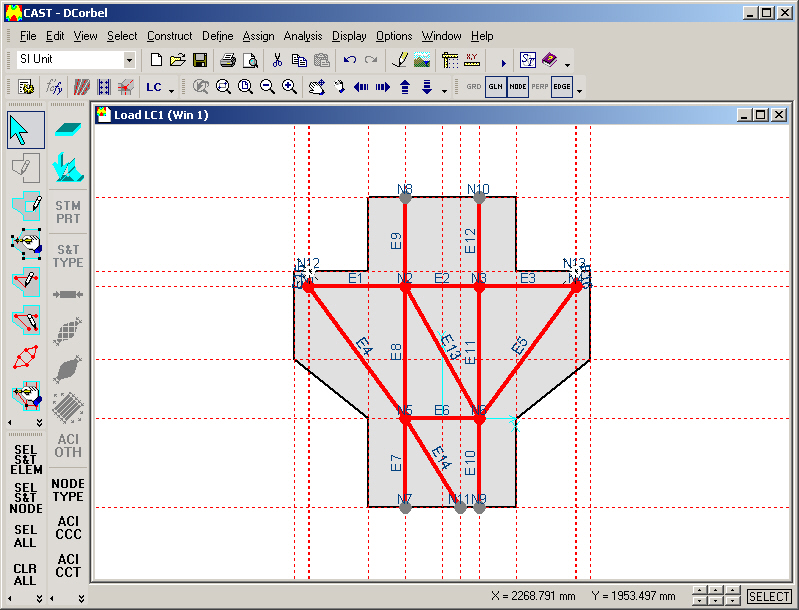 CAST - DCorbel
File Edit View Select Construct Define Assign Analysis Display Options Window Help
SI Unit
X,Y
ST
LC
GRD GLN NODE PERP EDGE
Load LC1 (Win 1)
STM
PRT
S&T
TYPE
ACI
OTH
SEL
S&T
ELEM
SEL
S&T
NODE
SEL
ALL
CLR
ALL
NODE
TYPE
ACI
CCC
ACI
CCT
N8 N10
E9 E12
N12 N13
E1 N2 E2 N3 E3
E4 E8 E13 E11 E5
N5 E6
E7 E14 E10
N7 N11 N9
X = 2268.791 mm Y = 1953.497 mm
SELECT